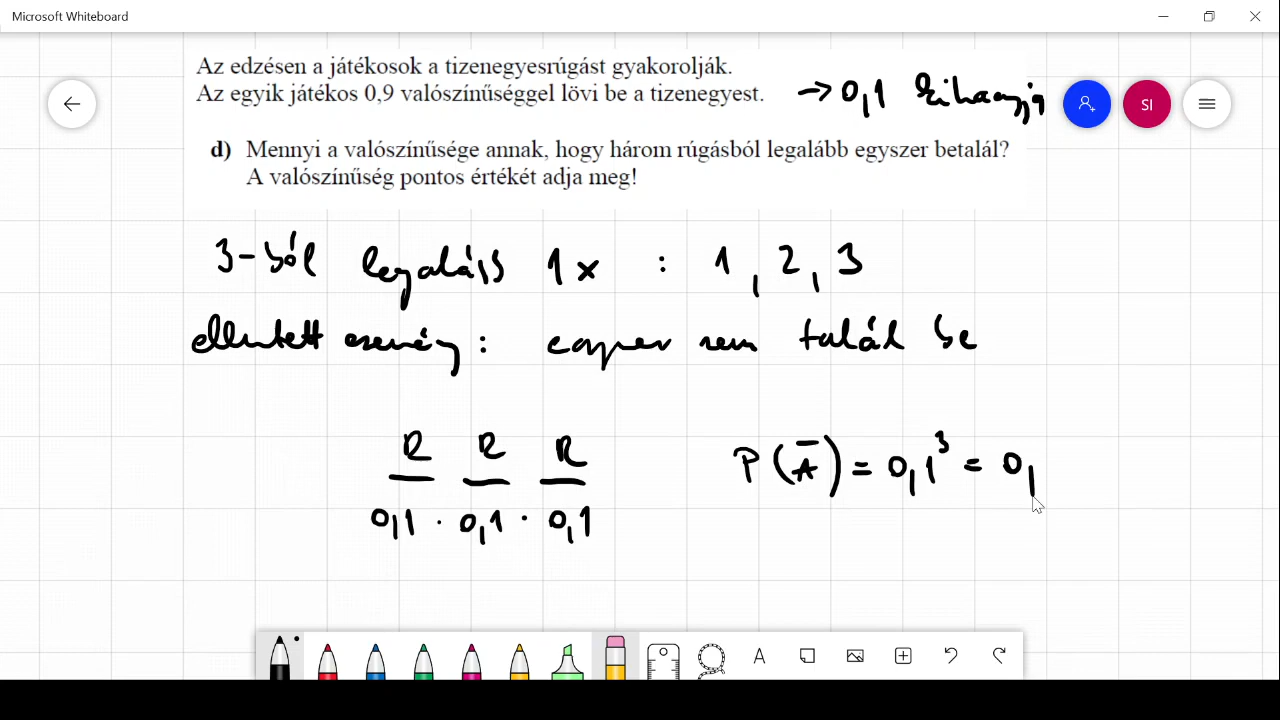 Microsoft Whiteboard
Az edzésen a játékosok a tizenegyesrúgást gyakorolják.
Az egyik játékos 0,9 valószínűséggel lövi be a tizenegyest. → 0,1 kihagyja
SI
d) Mennyi a valószínűsége annak, hogy három rúgásból legalább egyszer betalál?
A valószínűség pontos értékét adja meg!
3-ból legalább 1x : 1, 2, 3
ellentett esemény: egyszer sem talál be
R R R
0,1 · 0,1 · 0,1
P(A̅) = 0,1³ = 0,
A